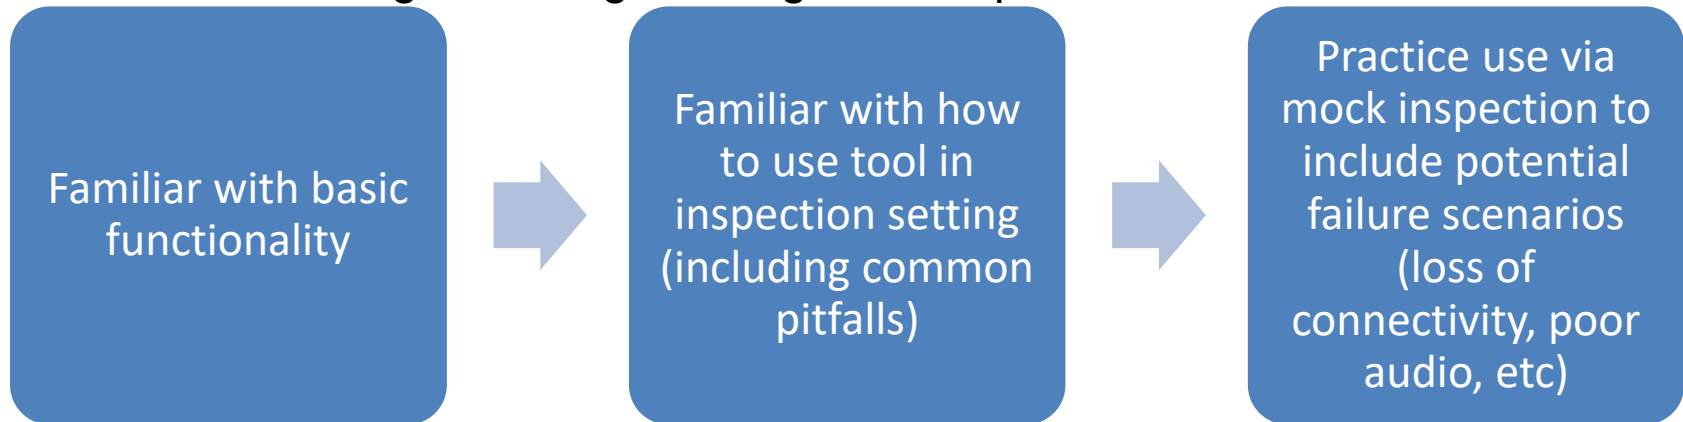 Familiar with basic
functionality
Familiar with how
to use tool in
inspection setting
(including common
pitfalls)
Practice use via
mock inspection to
include potential
failure scenarios
(loss of
connectivity, poor
audio, etc)